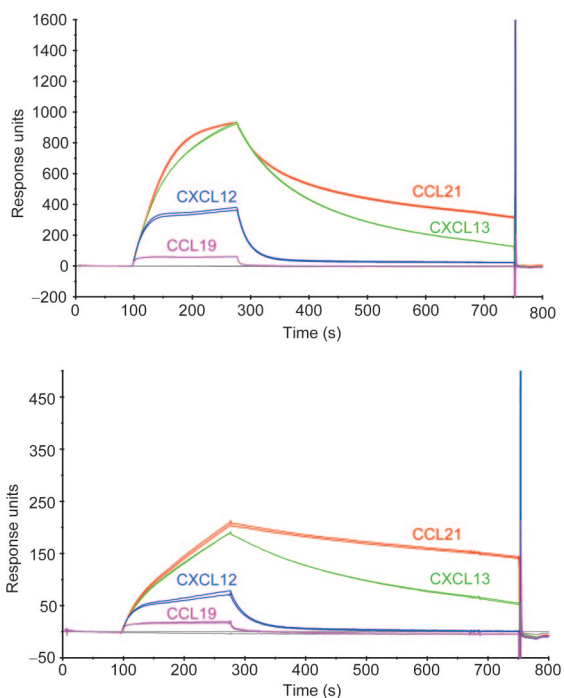 1600
1400
1200
1000
800
600
400
200
0
−200
Response units
CCL21
CXCL12
CXCL13
CCL19
0 100 200 300 400 500 600 700 800
Time (s)
450
350
250
150
50
−50
Response units
CCL21
CXCL12
CXCL13
CCL19
0 100 200 300 400 500 600 700 800
Time (s)